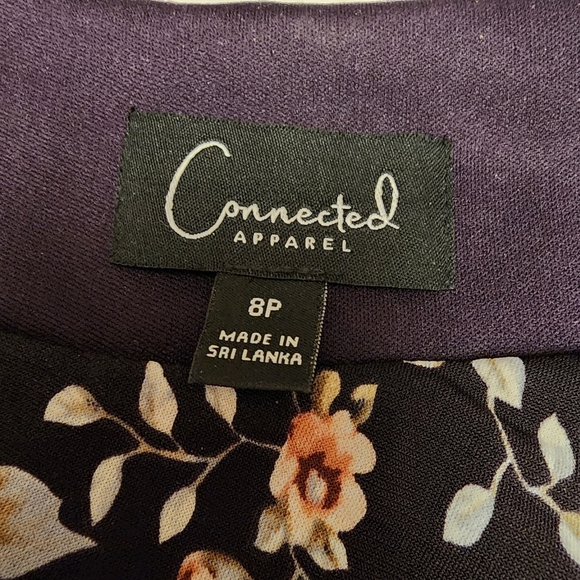 Connected
APPAREL
8P
MADE IN
SRI LANKA